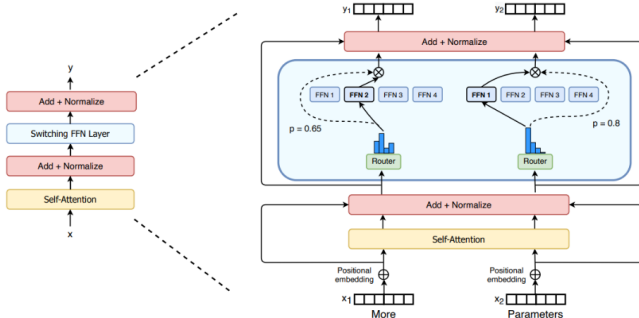 y
Add + Normalize
Switching FFN Layer
Add + Normalize
Self-Attention
x
y1 y2
Add + Normalize
FFN 1 FFN 2 FFN 3 FFN 4 FFN 1 FFN 2 FFN 3 FFN 4
p = 0.65 p = 0.8
Router Router
Add + Normalize
Self-Attention
Positional embedding Positional embedding
x1 x2
More Parameters